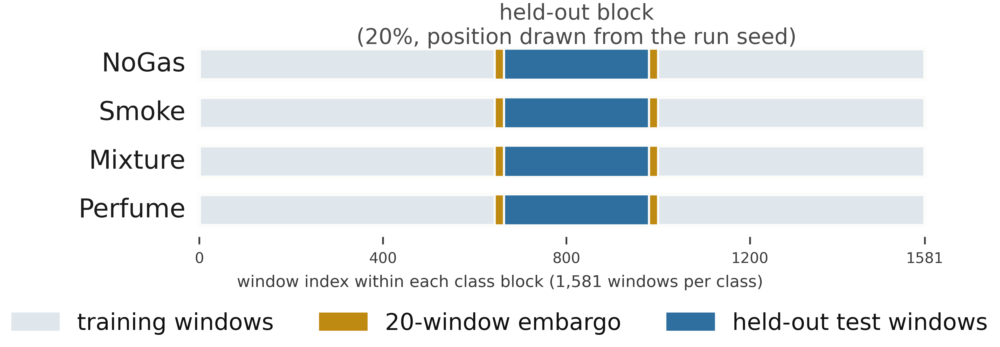 held-out block
(20%, position drawn from the run seed)
NoGas
Smoke
Mixture
Perfume
0 400 800 1200 1581
window index within each class block (1,581 windows per class)
training windows 20-window embargo held-out test windows